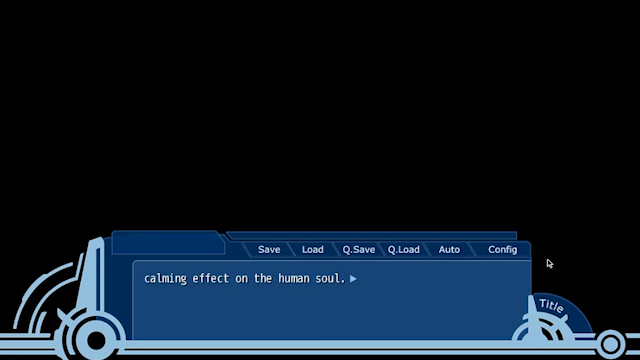 Save Load Q.Save Q.Load Auto Config
calming effect on the human soul.
Title